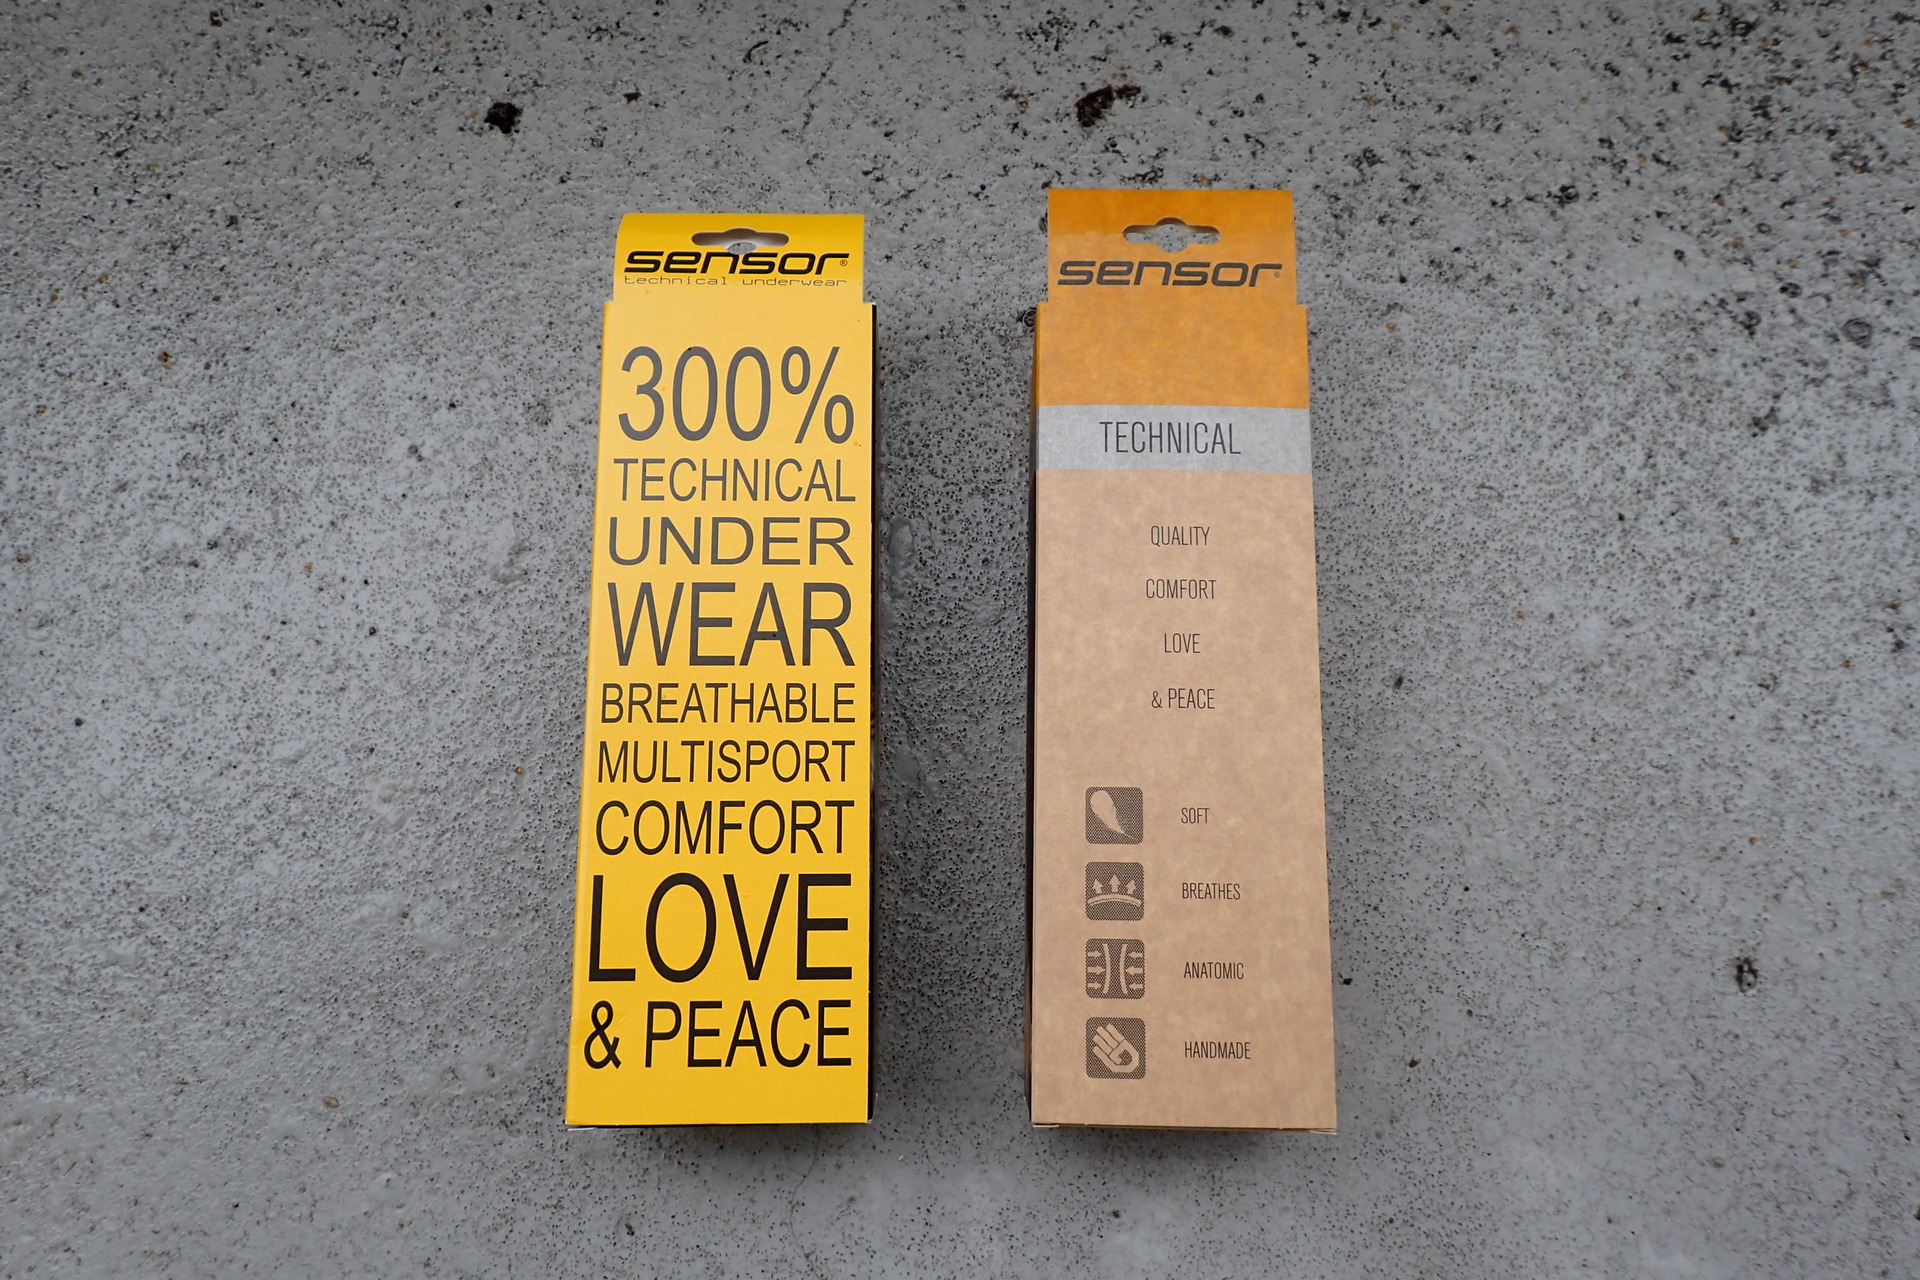 sensor®
technical underwear
300%
TECHNICAL
UNDER
WEAR
BREATHABLE
MULTISPORT
COMFORT
LOVE
& PEACE
sensor®
TECHNICAL
QUALITY
COMFORT
LOVE
& PEACE
SOFT
BREATHES
ANATOMIC
HANDMADE